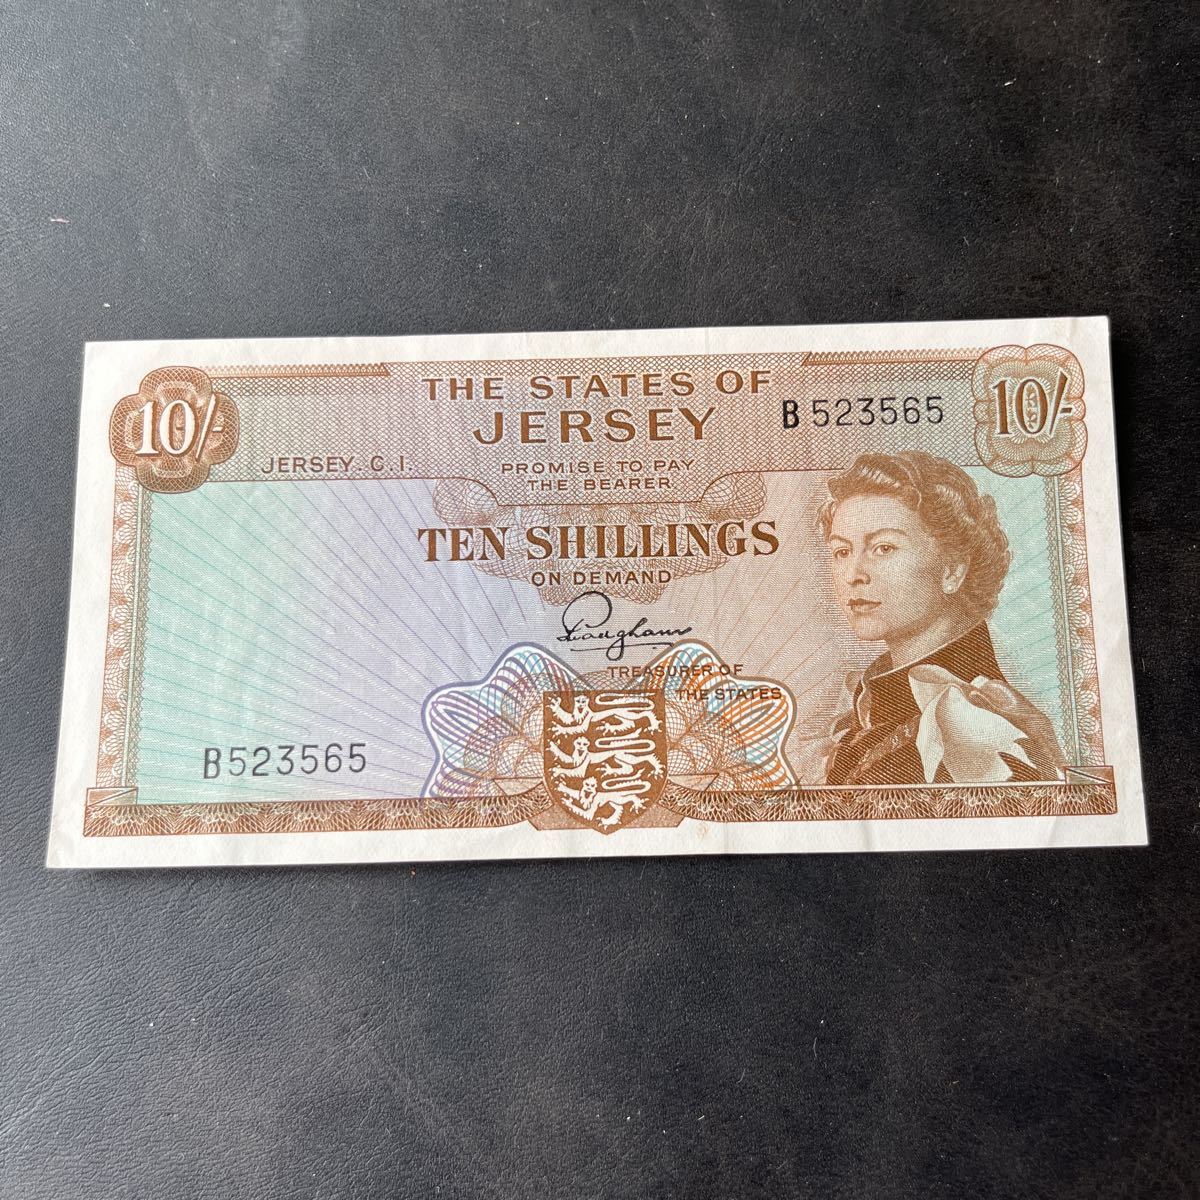 THE STATES OF
JERSEY
B 523565
10/-
10/-
JERSEY. C.I.
PROMISE TO PAY
THE BEARER
TEN SHILLINGS
ON DEMAND
TREASURER OF
THE STATES
B523565